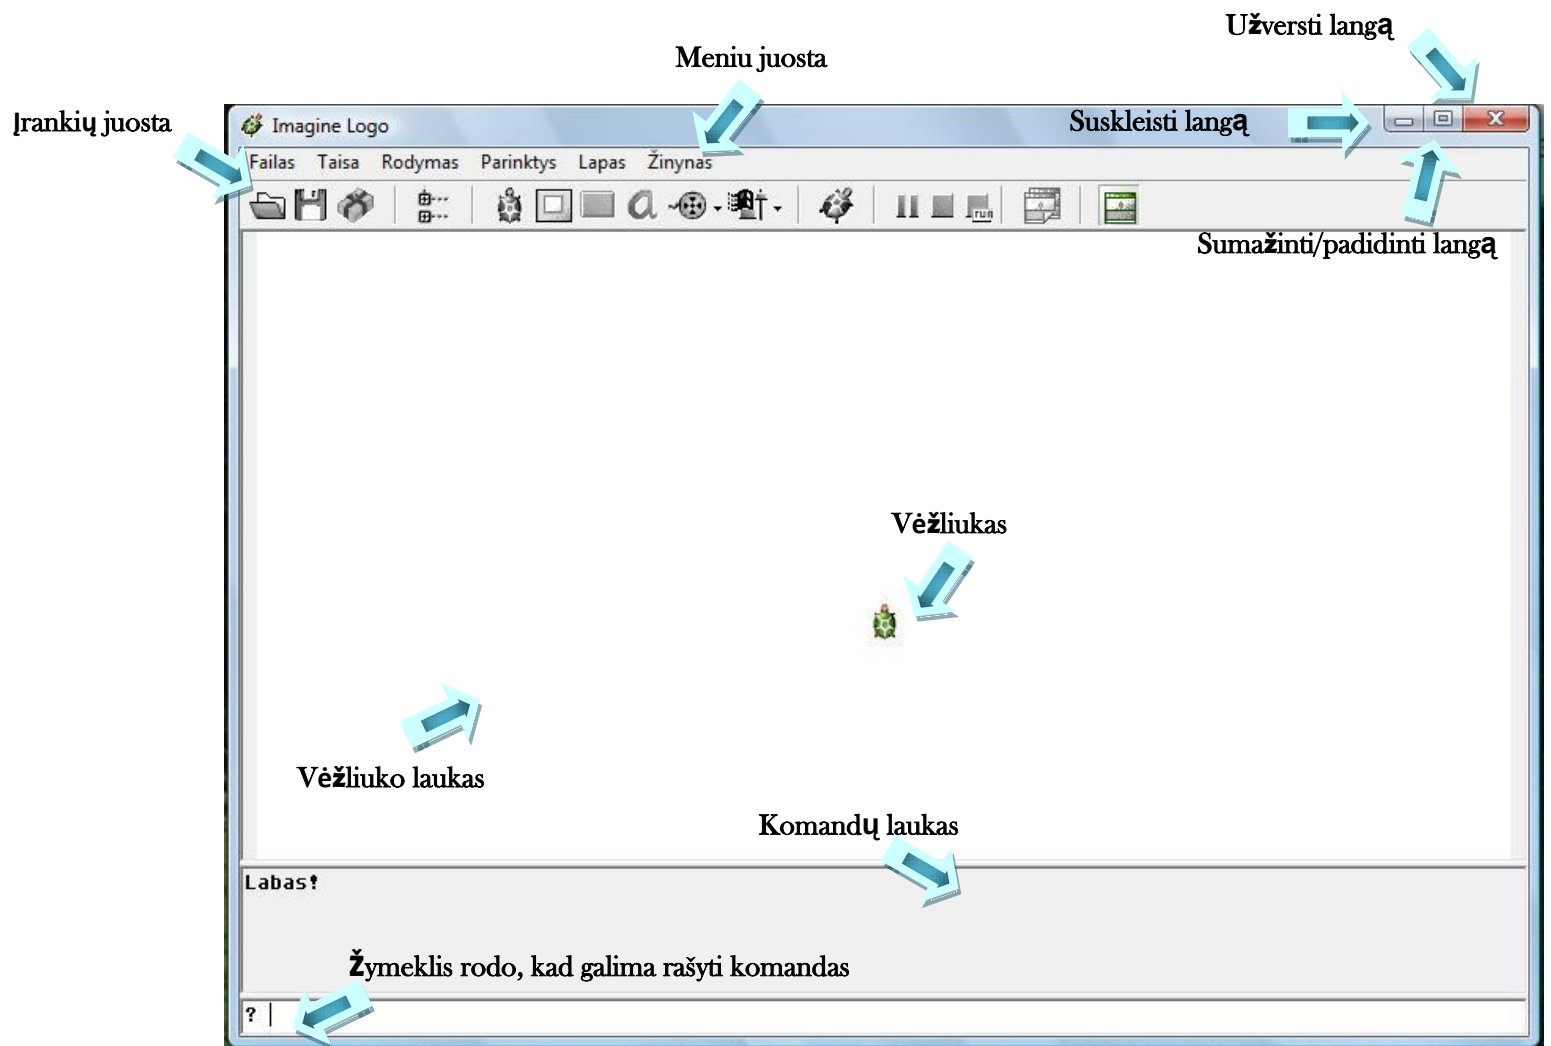 Užversti langą
Meniu juosta
Įrankių juosta
Imagine Logo
Suskleisti langą
Failas Taisa Rodymas Parinktys Lapas Žinynas
run
Sumažinti/padidinti langą
Vėžliukas
Vėžliuko laukas
Komandų laukas
Labas!
Žymeklis rodo, kad galima rašyti komandas
?